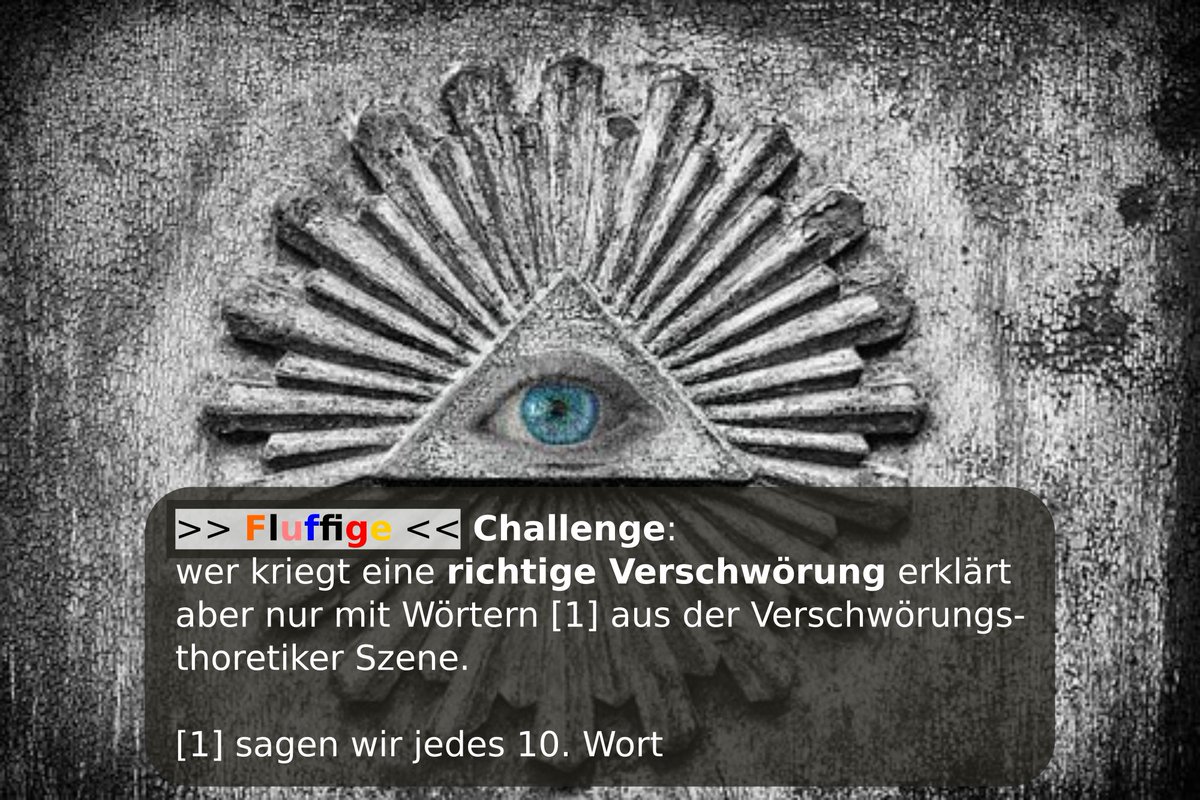 >> Fluffige << Challenge:
wer kriegt eine richtige Verschwörung erklärt
aber nur mit Wörtern [1] aus der Verschwörungs-
thoretiker Szene.
[1] sagen wir jedes 10. Wort